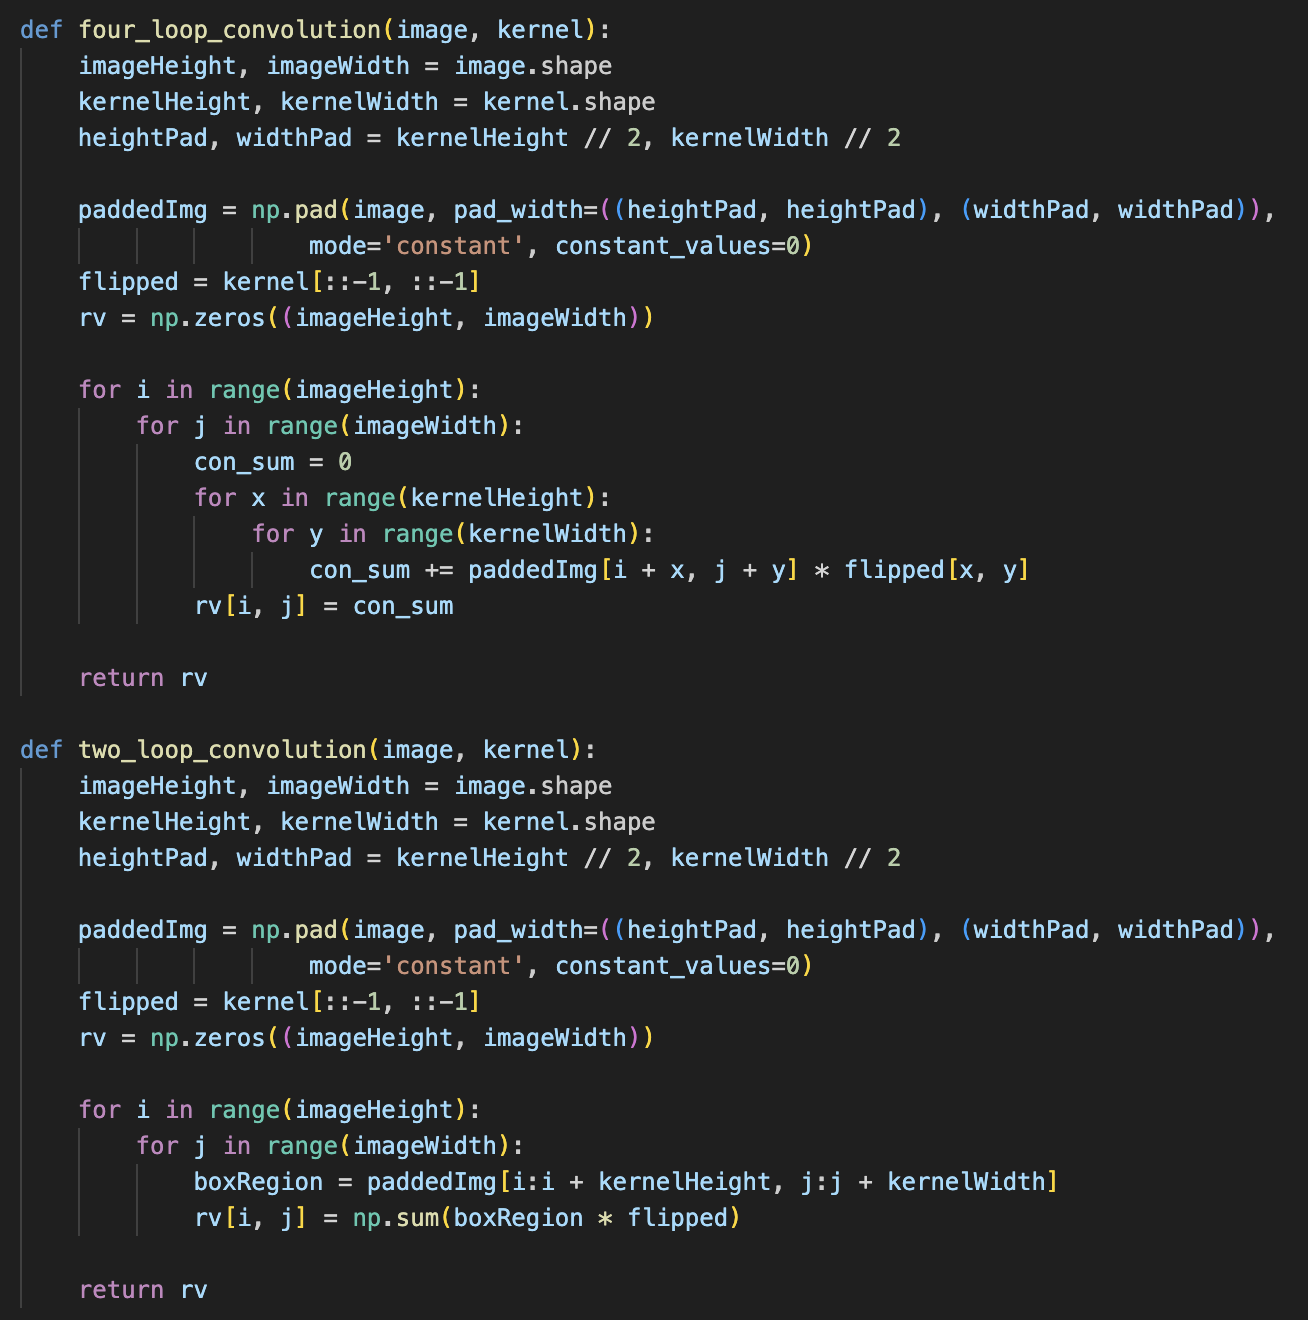 def four_loop_convolution(image, kernel):
    imageHeight, imageWidth = image.shape
    kernelHeight, kernelWidth = kernel.shape
    heightPad, widthPad = kernelHeight // 2, kernelWidth // 2

    paddedImg = np.pad(image, pad_width=((heightPad, heightPad), (widthPad, widthPad)),
                    mode='constant', constant_values=0)
    flipped = kernel[::-1, ::-1]
    rv = np.zeros((imageHeight, imageWidth))

    for i in range(imageHeight):
        for j in range(imageWidth):
            con_sum = 0
            for x in range(kernelHeight):
                for y in range(kernelWidth):
                    con_sum += paddedImg[i + x, j + y] * flipped[x, y]
            rv[i, j] = con_sum

    return rv

def two_loop_convolution(image, kernel):
    imageHeight, imageWidth = image.shape
    kernelHeight, kernelWidth = kernel.shape
    heightPad, widthPad = kernelHeight // 2, kernelWidth // 2

    paddedImg = np.pad(image, pad_width=((heightPad, heightPad), (widthPad, widthPad)),
                    mode='constant', constant_values=0)
    flipped = kernel[::-1, ::-1]
    rv = np.zeros((imageHeight, imageWidth))

    for i in range(imageHeight):
        for j in range(imageWidth):
            boxRegion = paddedImg[i:i + kernelHeight, j:j + kernelWidth]
            rv[i, j] = np.sum(boxRegion * flipped)

    return rv